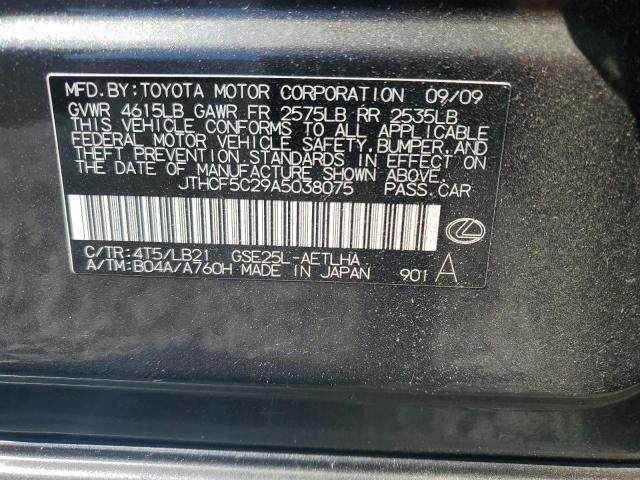 MFD. BY: TOYOTA MOTOR CORPORATION 09/09
GVWR 4615LB GAWR FR 2575LB RR 2535LB
THIS VEHICLE CONFORMS TO ALL APPLICABLE
FEDERAL MOTOR VEHICLE SAFETY, BUMPER, AND
THEFT PREVENTION STANDARDS IN EFFECT ON
THE DATE OF MANUFACTURE SHOWN ABOVE.
JTHCF5C29A5038075 PASS. CAR
C/TR: 4T5/LB21 GSE25L-AETLHA
A/TM: B04A/A760H MADE IN JAPAN 901 A